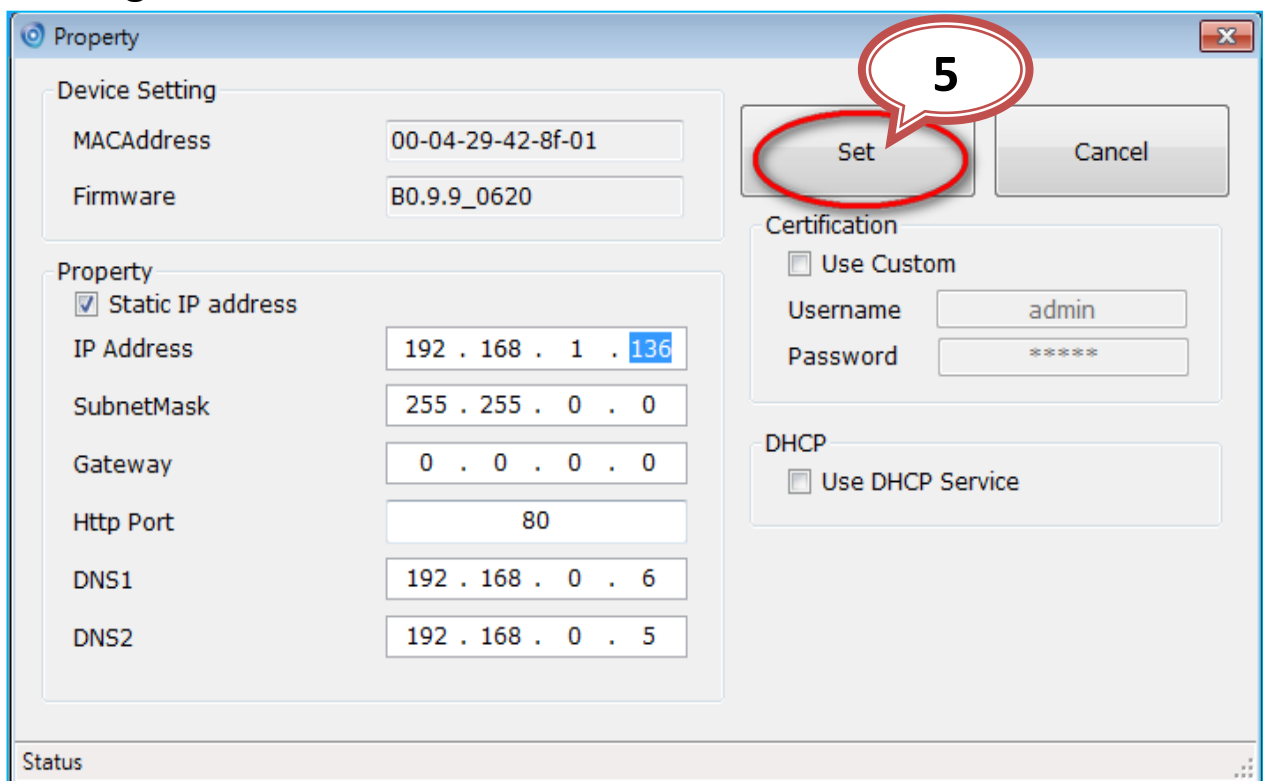 Property
5
Device Setting
MACAddress 00-04-29-42-8f-01
Firmware B0.9.9_0620
Set Cancel
Property
Static IP address
IP Address 192 . 168 . 1 . 136
SubnetMask 255 . 255 . 0 . 0
Gateway 0 . 0 . 0 . 0
Http Port 80
DNS1 192 . 168 . 0 . 6
DNS2 192 . 168 . 0 . 5
Certification
Use Custom
Username admin
Password *****
DHCP
Use DHCP Service
Status